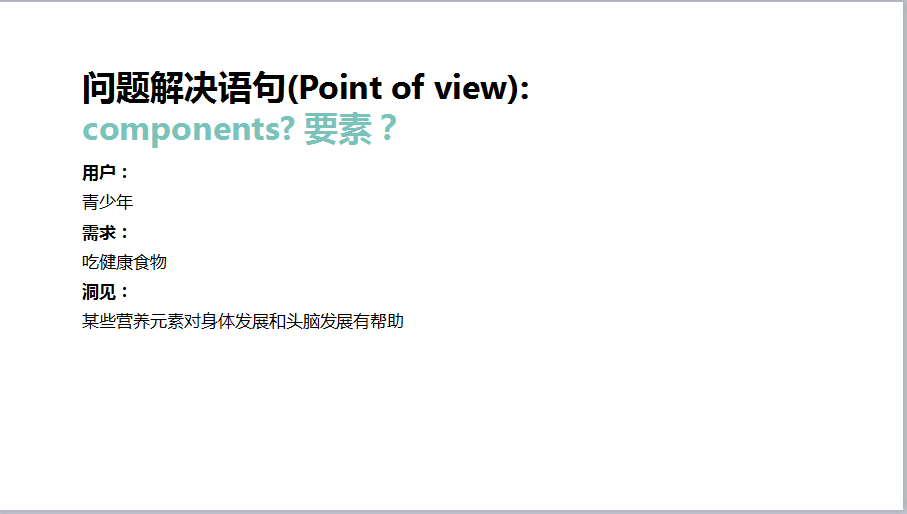 问题解决语句(Point of view):
components? 要素？
用户：
青少年
需求：
吃健康食物
洞见：
某些营养元素对身体发展和头脑发展有帮助